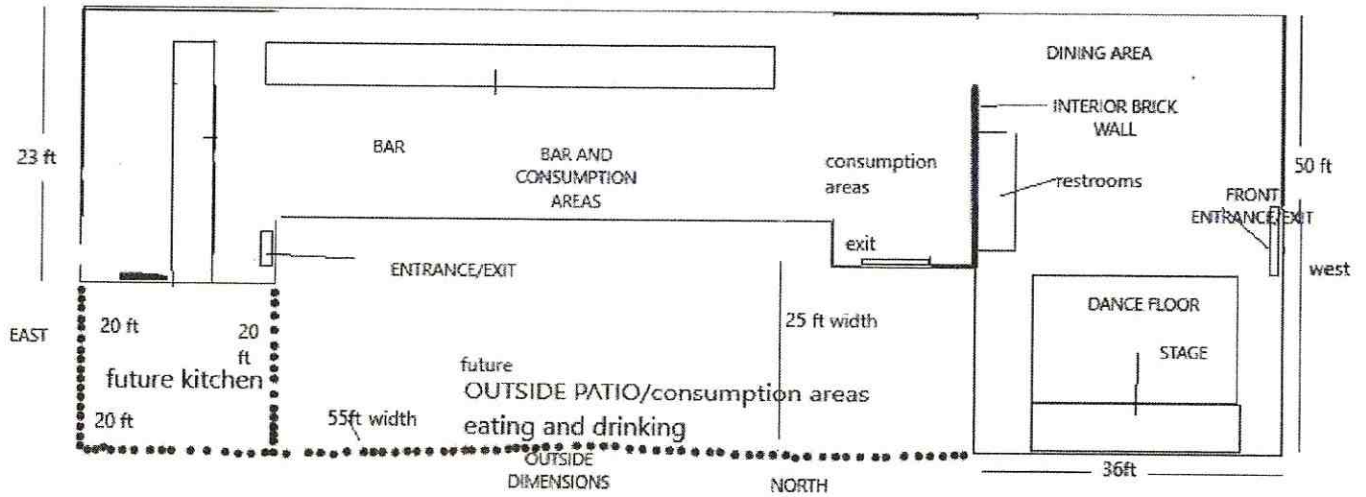 DINING AREA
INTERIOR BRICK
WALL
23 ft
BAR
BAR AND
CONSUMPTION
AREAS
consumption
areas
restrooms
50 ft
FRONT
ENTRANCE/EXIT
exit
ENTRANCE/EXIT
west
EAST
20 ft
20
ft
25 ft width
DANCE FLOOR
STAGE
future kitchen
future
OUTSIDE PATIO/consumption areas
eating and drinking
20 ft
55ft width
OUTSIDE
DIMENSIONS
NORTH
36ft